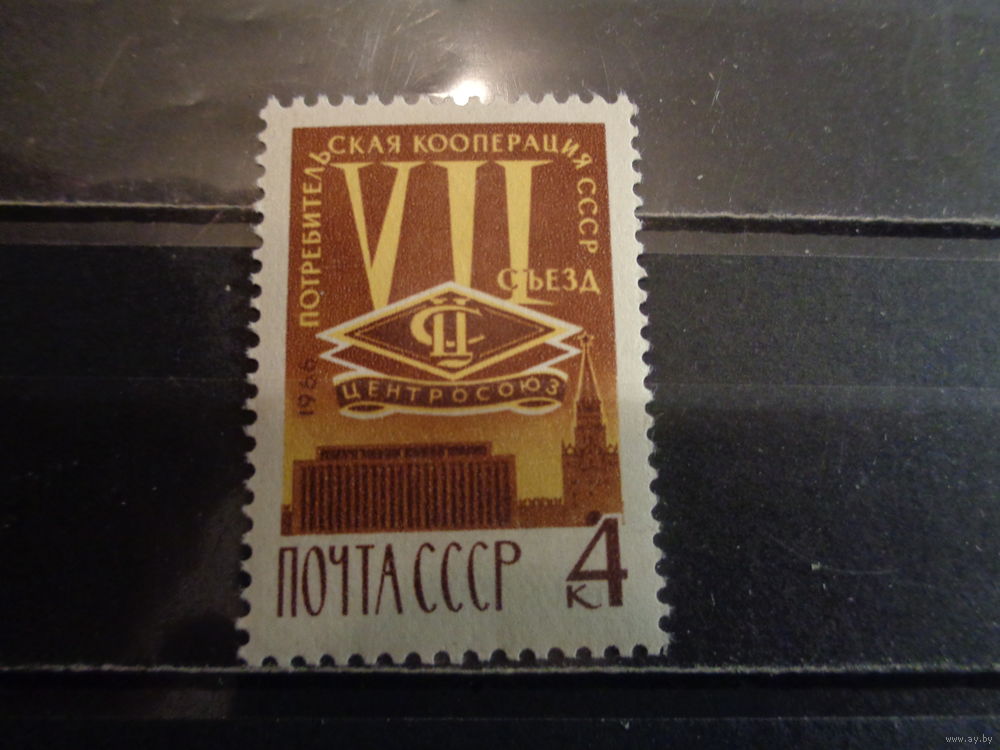 ПОТРЕБИТЕЛЬСКАЯ КООПЕРАЦИЯ СССР
VII
СЪЕЗД
ЦС
ЦЕНТРОСОЮЗ
1966
ПОЧТА СССР
4
К.
www.ay.by